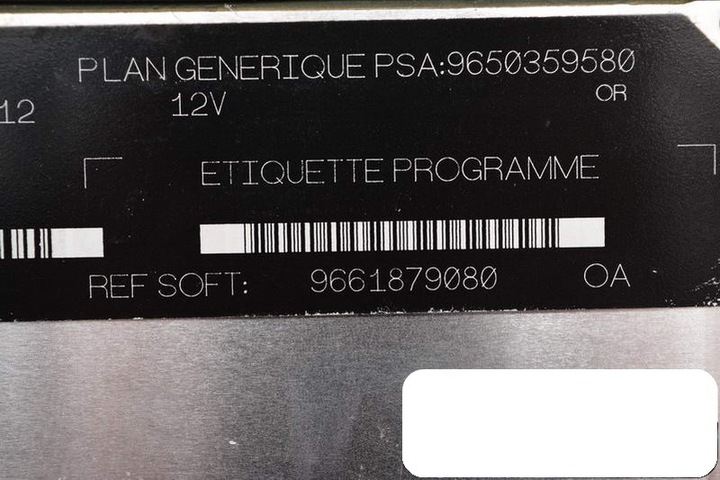 PLAN GENERIQUE PSA:9650359580
12 12V OR
ETIQUETTE PROGRAMME
REF SOFT: 9661879080 OA